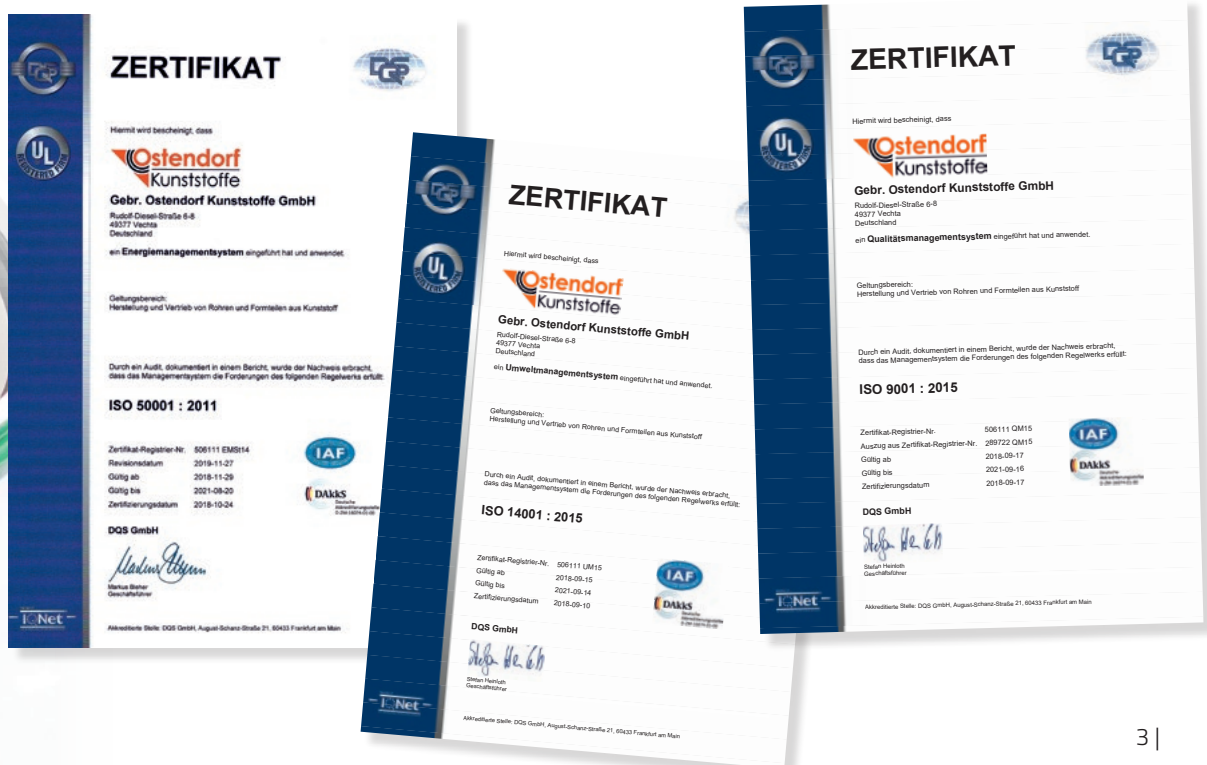 ZERTIFIKAT
DQS
UL
Hiermit wird bescheinigt, dass
Ostendorf
Kunststoffe
Gebr. Ostendorf Kunststoffe GmbH
Rudolf-Diesel-Straße 6-8
49377 Vechta
Deutschland
ein Energiemanagementsystem eingeführt hat und anwendet.
Geltungsbereich:
Herstellung und Vertrieb von Rohren und Formteilen aus Kunststoff
Durch ein Audit, dokumentiert in einem Bericht, wurde der Nachweis erbracht,
dass das Managementsystem die Forderungen des folgenden Regelwerks erfüllt:
ISO 50001 : 2011
Zertifikat-Registrier-Nr. 506111 EMSt14
Revisionsdatum 2019-11-27
Gültig ab 2018-11-29
Gültig bis 2021-08-20
Zertifizierungsdatum 2018-10-24
IAF
DAkkS
Deutsche
Akkreditierungsstelle
DQS GmbH
Markus Bleher
Geschäftsführer
IQNet
Akkreditierte Stelle: DQS GmbH, August-Schanz-Straße 21, 60433 Frankfurt am Main
ZERTIFIKAT
DQS
UL
Hiermit wird bescheinigt, dass
Ostendorf
Kunststoffe
Gebr. Ostendorf Kunststoffe GmbH
Rudolf-Diesel-Straße 6-8
49377 Vechta
Deutschland
ein Umweltmanagementsystem eingeführt hat und anwendet.
Geltungsbereich:
Herstellung und Vertrieb von Rohren und Formteilen aus Kunststoff
Durch ein Audit, dokumentiert in einem Bericht, wurde der Nachweis erbracht,
dass das Managementsystem die Forderungen des folgenden Regelwerks erfüllt:
ISO 14001 : 2015
Zertifikat-Registrier-Nr. 506111 UM15
Gültig ab 2018-09-15
Gültig bis 2021-09-14
Zertifizierungsdatum 2018-09-10
IAF
DAkkS
Deutsche
Akkreditierungsstelle
DQS GmbH
Stefan Heinloth
Geschäftsführer
IQNet
Akkreditierte Stelle: DQS GmbH, August-Schanz-Straße 21, 60433 Frankfurt am Main
ZERTIFIKAT
DQS
UL
Hiermit wird bescheinigt, dass
Ostendorf
Kunststoffe
Gebr. Ostendorf Kunststoffe GmbH
Rudolf-Diesel-Straße 6-8
49377 Vechta
Deutschland
ein Qualitätsmanagementsystem eingeführt hat und anwendet.
Geltungsbereich:
Herstellung und Vertrieb von Rohren und Formteilen aus Kunststoff
Durch ein Audit, dokumentiert in einem Bericht, wurde der Nachweis erbracht,
dass das Managementsystem die Forderungen des folgenden Regelwerks erfüllt:
ISO 9001 : 2015
Zertifikat-Registrier-Nr. 506111 QM15
Auszug aus Zertifikat-Registrier-Nr. 289722 QM15
Gültig ab 2018-09-17
Gültig bis 2021-09-16
Zertifizierungsdatum 2018-09-17
IAF
DAkkS
Deutsche
Akkreditierungsstelle
DQS GmbH
Stefan Heinloth
Geschäftsführer
IQNet
Akkreditierte Stelle: DQS GmbH, August-Schanz-Straße 21, 60433 Frankfurt am Main
3 |